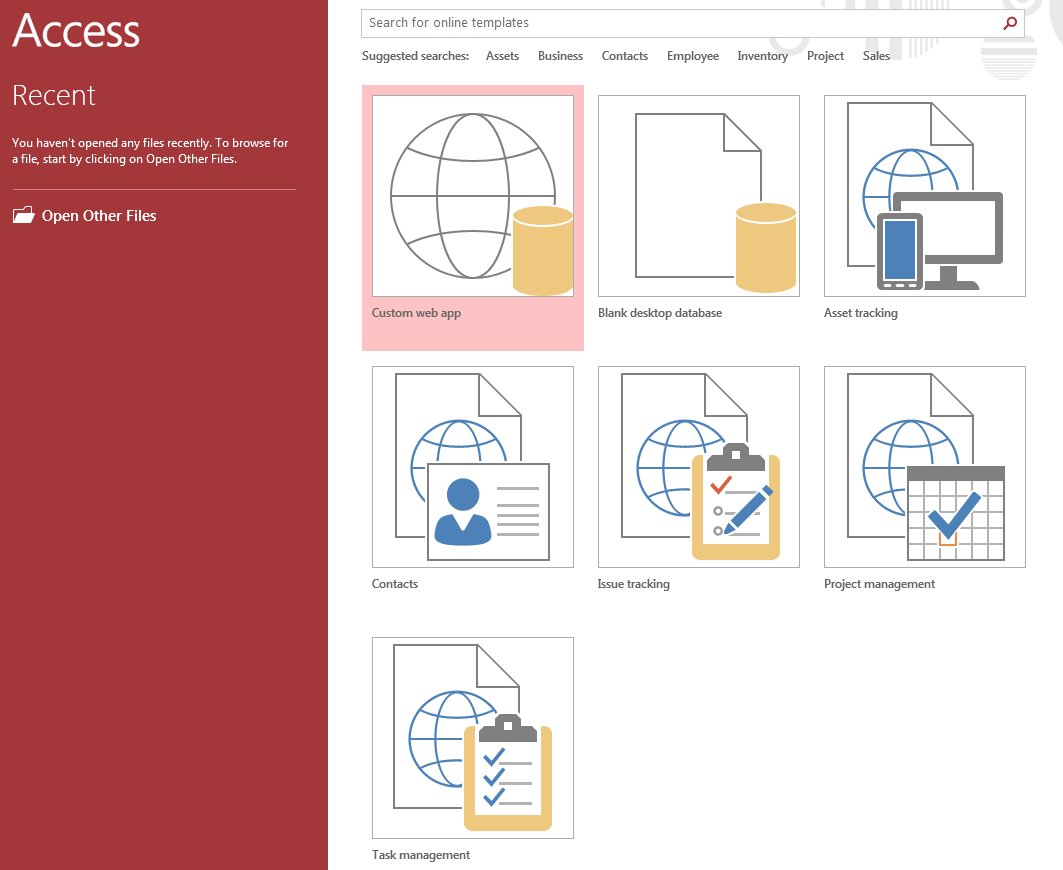 Access
Recent
You haven't opened any files recently. To browse for
a file, start by clicking on Open Other Files.
Open Other Files
Search for online templates
Suggested searches: Assets Business Contacts Employee Inventory Project Sales
Custom web app
Blank desktop database
Asset tracking
Contacts
Issue tracking
Project management
Task management